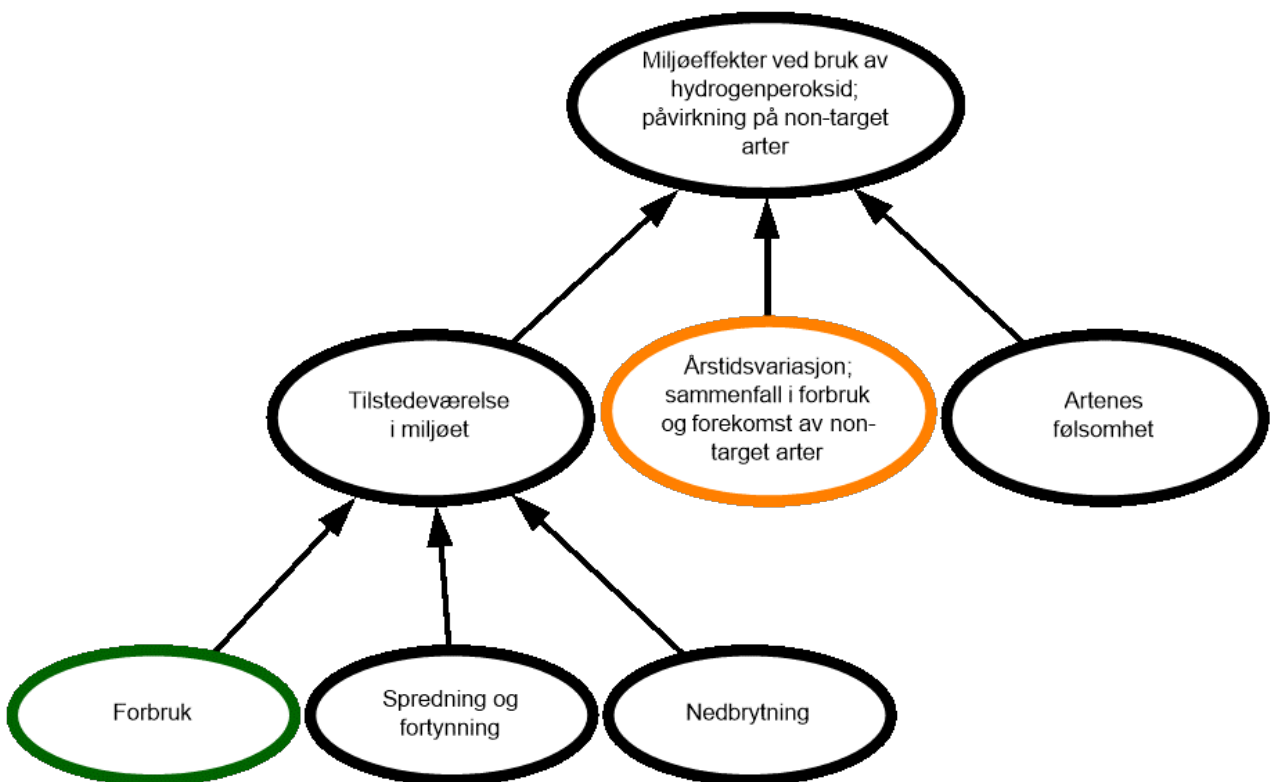 Miljøeffekter ved bruk av
hydrogenperoksid;
påvirkning på non-target
arter
Tilstedeværelse
i miljøet
Årstidsvariasjon;
sammenfall i forbruk
og forekomst av non-
target arter
Artenes
følsomhet
Forbruk
Spredning og
fortynning
Nedbrytning